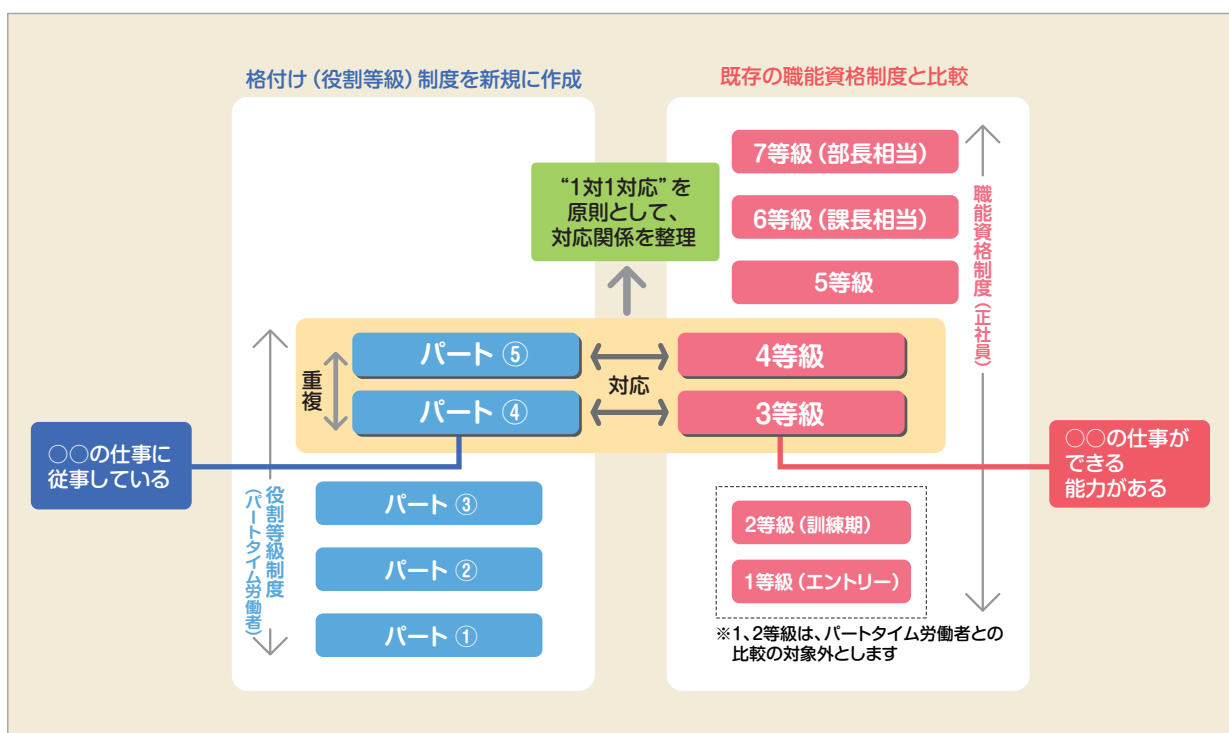 格付け（役割等級）制度を新規に作成
既存の職能資格制度と比較
7等級（部長相当）
6等級（課長相当）
5等級
“1対1対応”を
原則として、
対応関係を整理
職能資格制度（正社員）
パート ⑤
4等級
重複
対応
パート ④
3等級
○○の仕事に
従事している
○○の仕事が
できる
能力がある
役割等級制度
（パートタイム労働者）
パート ③
パート ②
パート ①
2等級（訓練期）
1等級（エントリー）
※1、2等級は、パートタイム労働者との
比較の対象外とします